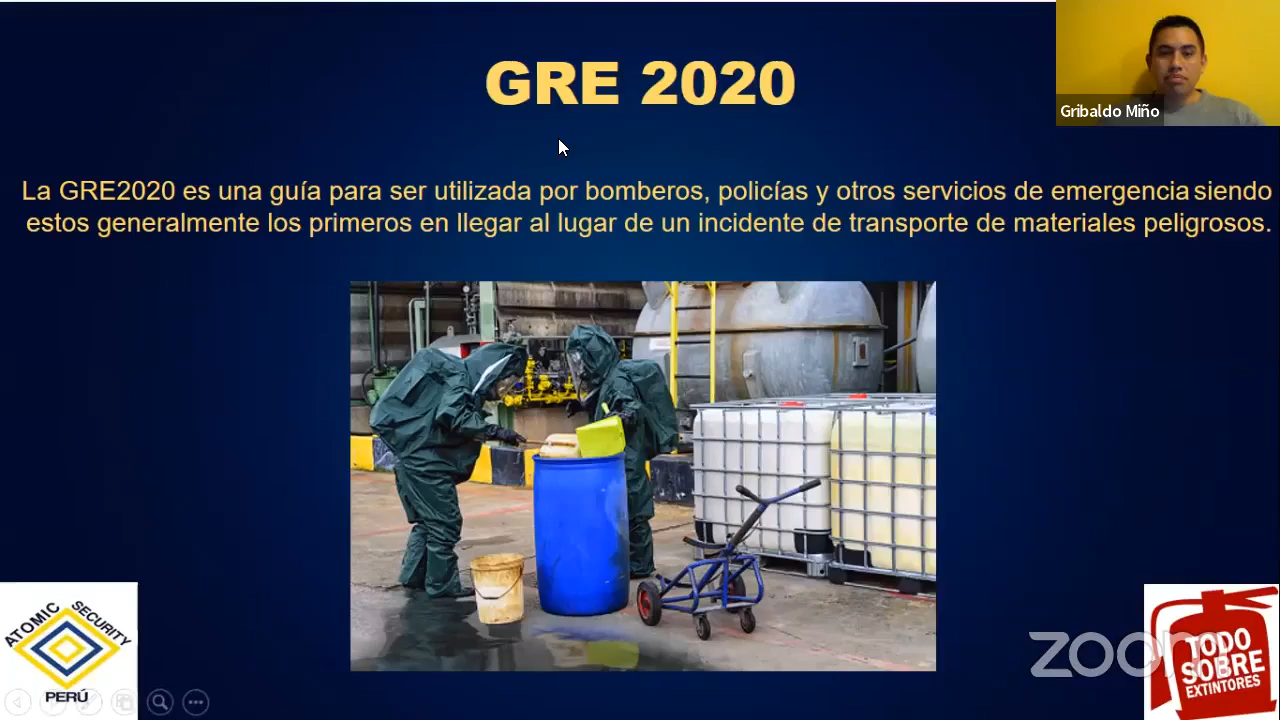 GRE 2020
Gribaldo Miño
La GRE2020 es una guía para ser utilizada por bomberos, policías y otros servicios de emergencia siendo
estos generalmente los primeros en llegar al lugar de un incidente de transporte de materiales peligrosos.
ATOMIC SECURITY
PERÚ
zoom
TODO
SOBRE
EXTINTORES